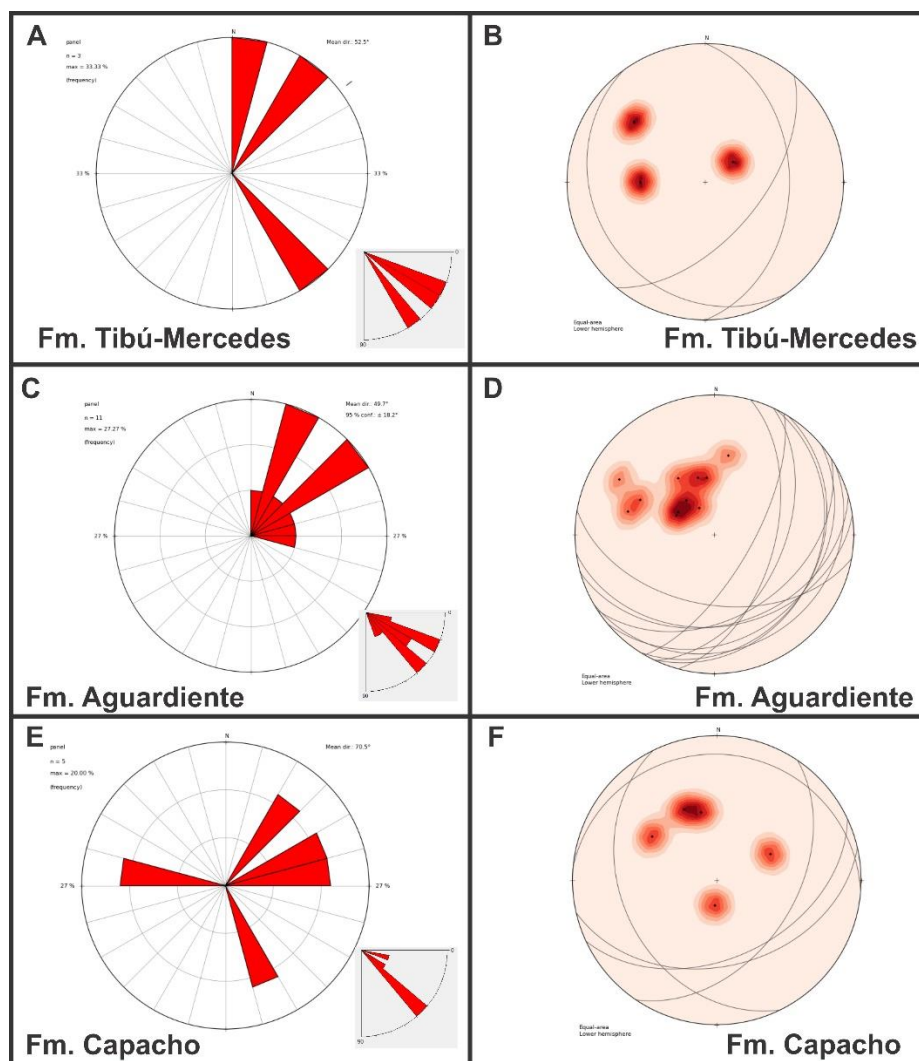 A
panel
n = 3
max = 33.33 %
(frequency)
N
Mean dir.: 52.5°
33 %
33 %
0
90
Fm. Tibú-Mercedes
B
N
Equal-area
Lower hemisphere
Fm. Tibú-Mercedes
C
panel
n = 11
max = 27.27 %
(frequency)
N
Mean dir.: 49.7°
95 % conf.: ± 18.2°
27 %
27 %
0
90
Fm. Aguardiente
D
N
Equal-area
Lower hemisphere
Fm. Aguardiente
E
panel
n = 5
max = 20.00 %
(frequency)
N
Mean dir.: 70.5°
27 %
27 %
0
90
Fm. Capacho
F
N
Equal-area
Lower hemisphere
Fm. Capacho